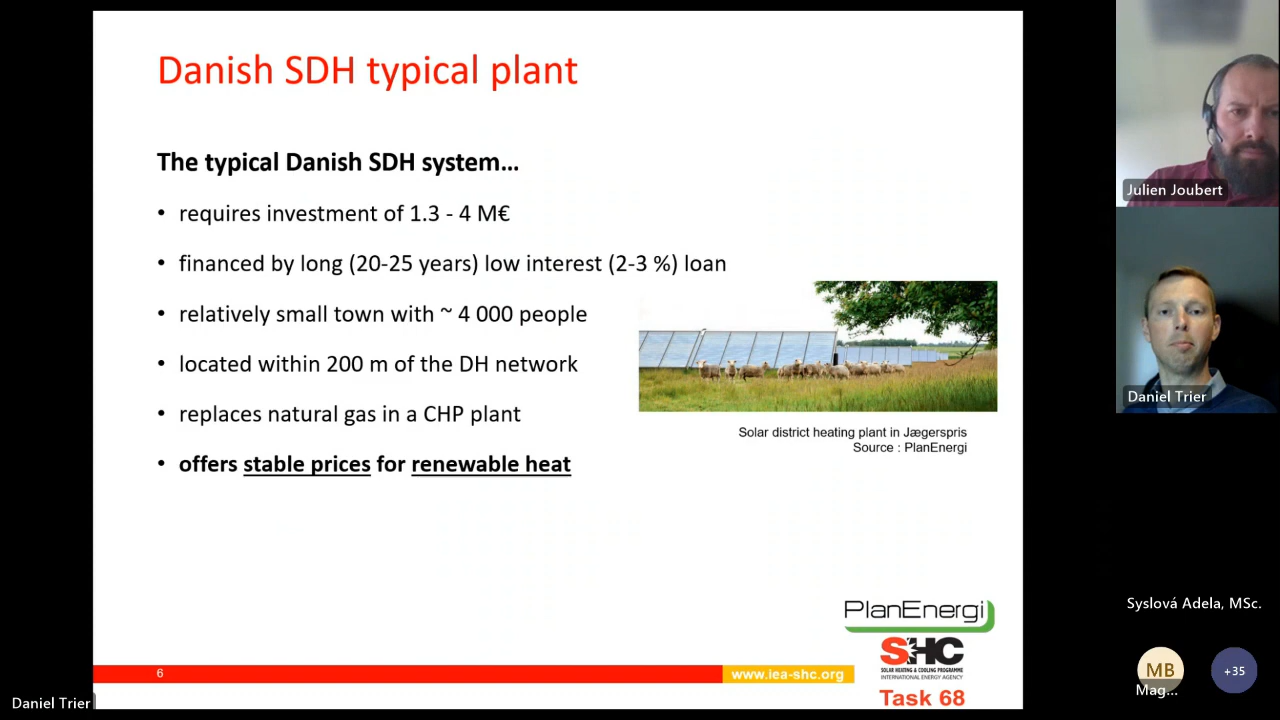 Danish SDH typical plant
The typical Danish SDH system...
• requires investment of 1.3 - 4 M€
• financed by long (20-25 years) low interest (2-3 %) loan
• relatively small town with ~ 4 000 people
• located within 200 m of the DH network
• replaces natural gas in a CHP plant
• offers stable prices for renewable heat
Solar district heating plant in Jægerspris
Source : PlanEnergi
PlanEnergi
SHC
SOLAR HEATING & COOLING PROGRAMME
INTERNATIONAL ENERGY AGENCY
Task 68
6
www.iea-shc.org
Daniel Trier
Julien Joubert
Daniel Trier
Syslová Adela, MSc.
MB
Mag...
+35